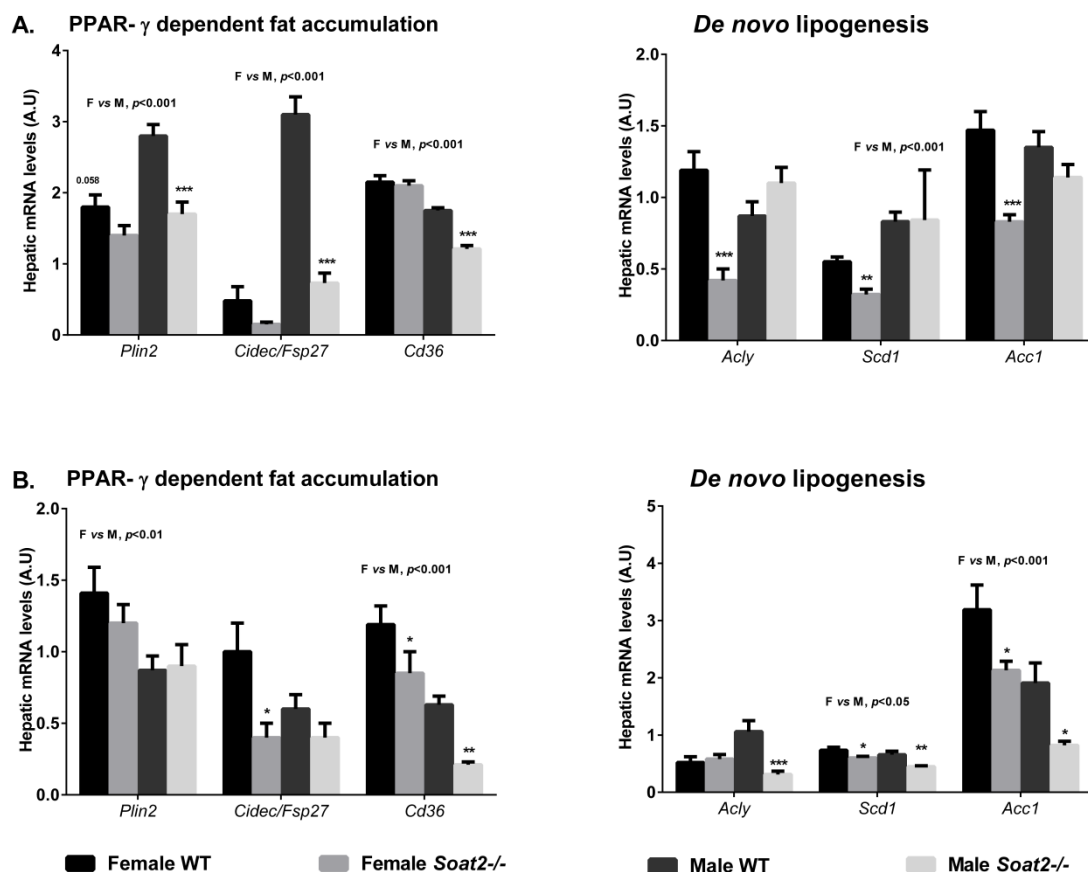 A.
PPAR- γ dependent fat accumulation
Hepatic mRNA levels (A.U)
4
3
2
1
0
0.058
F vs M, p<0.001
***
F vs M, p<0.001
***
F vs M, p<0.001
***
Plin2
Cidec/Fsp27
Cd36
De novo lipogenesis
Hepatic mRNA levels (A.U)
2.0
1.5
1.0
0.5
0.0
***
F vs M, p<0.001
**
***
Acly
Scd1
Acc1
B.
PPAR- γ dependent fat accumulation
Hepatic mRNA levels (A.U)
2.0
1.5
1.0
0.5
0.0
F vs M, p<0.01
*
F vs M, p<0.001
*
**
Plin2
Cidec/Fsp27
Cd36
De novo lipogenesis
Hepatic mRNA levels (A.U)
5
4
3
2
1
0
***
F vs M, p<0.05
*
**
F vs M, p<0.001
*
*
Acly
Scd1
Acc1
Female WT
Female Soat2-/-
Male WT
Male Soat2-/-